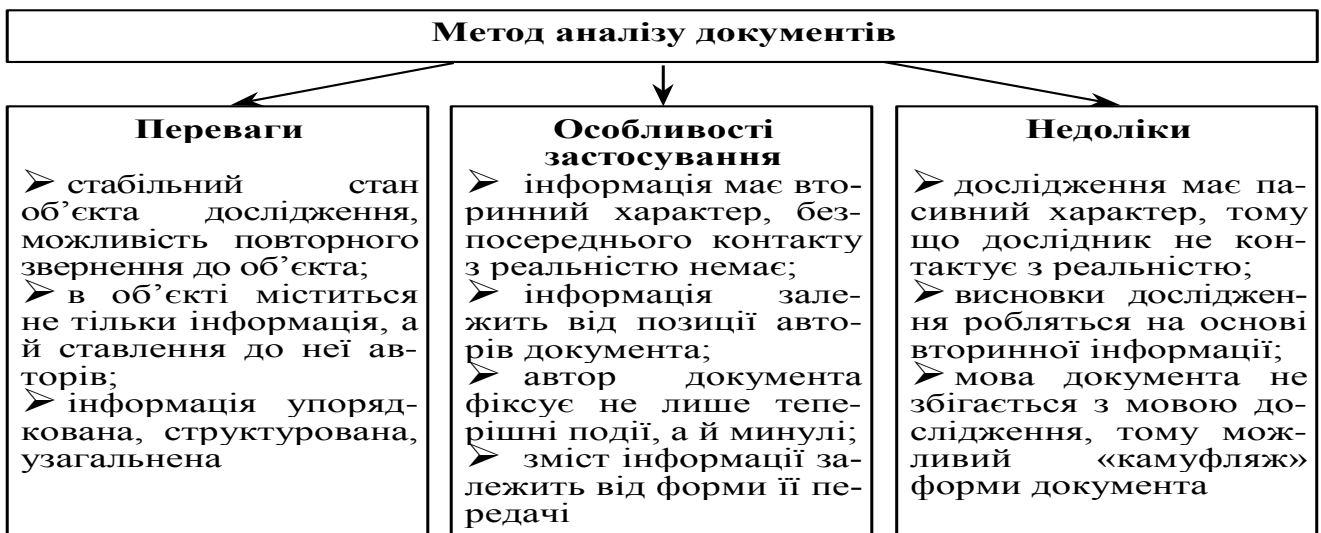 Метод аналізу документів
Переваги
➢ стабільний стан
об’єкта дослідження,
можливість повторного
звернення до об’єкта;
➢ в об’єкті міститься
не тільки інформація, а
й ставлення до неї ав-
торів;
➢ інформація упоряд-
кована, структурована,
узагальнена
Особливості
застосування
➢ інформація має вто-
ринний характер, без-
посереднього контакту
з реальністю немає;
➢ інформація зале-
жить від позиції авто-
рів документа;
➢ автор документа
фіксує не лише тепе-
рішні події, а й минулі;
➢ зміст інформації за-
лежить від форми її пе-
редачі
Недоліки
➢ дослідження має па-
сивний характер, тому
що дослідник не кон-
тактує з реальністю;
➢ висновки досліджен-
ня робляться на основі
вторинної інформації;
➢ мова документа не
збігається з мовою до-
слідження, тому мож-
ливий «камуфляж»
форми документа